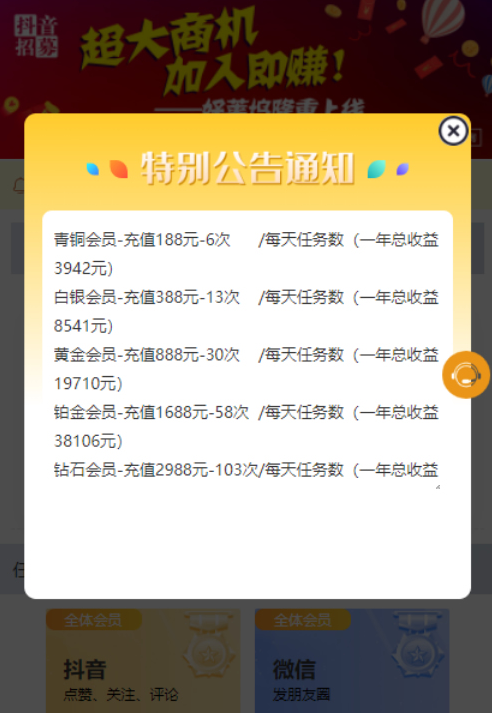 抖音
招募
超大商机
加入即赚!
——好莱坞隆重上线
特别公告通知
青铜会员-充值188元-6次 /每天任务数（一年总收益
3942元)
白银会员-充值388元-13次 /每天任务数（一年总收益
8541元)
黄金会员-充值888元-30次 /每天任务数（一年总收益
19710元)
铂金会员-充值1688元-58次 /每天任务数（一年总收益
38106元)
钻石会员-充值2988元-103次/每天任务数（一年总收益
任
全体会员
全体会员
抖音
微信
点赞、关注、评论
发朋友圈